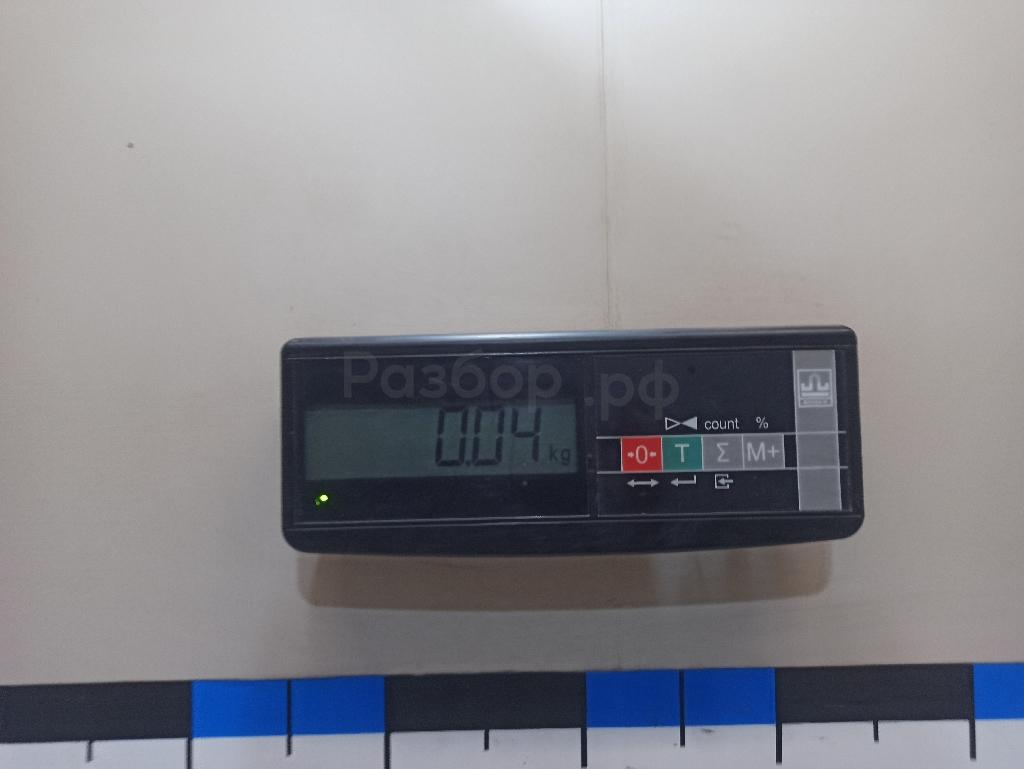 Разбор.рф
0.04 kg
count %
→0← T Σ M+